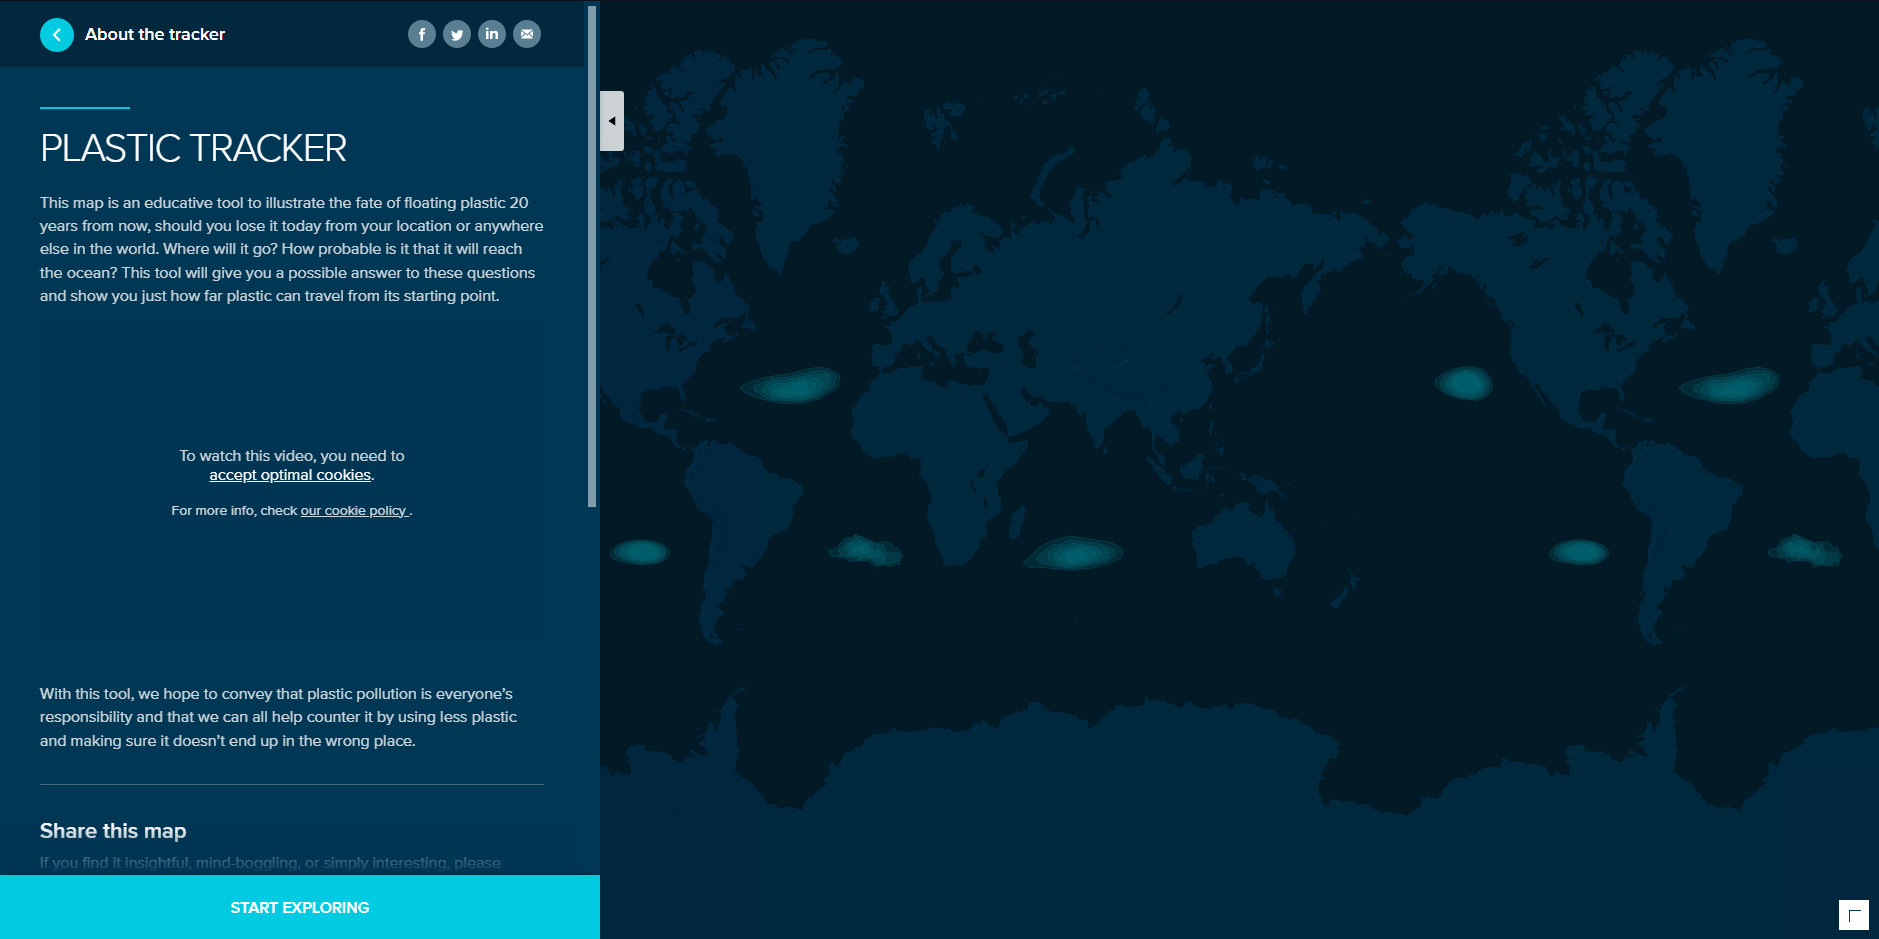 About the tracker
PLASTIC TRACKER
This map is an educative tool to illustrate the fate of floating plastic 20
years from now, should you lose it today from your location or anywhere
else in the world. Where will it go? How probable is it that it will reach
the ocean? This tool will give you a possible answer to these questions
and show you just how far plastic can travel from its starting point.
To watch this video, you need to
accept optimal cookies.
For more info, check our cookie policy .
With this tool, we hope to convey that plastic pollution is everyone’s
responsibility and that we can all help counter it by using less plastic
and making sure it doesn’t end up in the wrong place.
Share this map
If you find it insightful, mind-boggling, or simply interesting, please
START EXPLORING